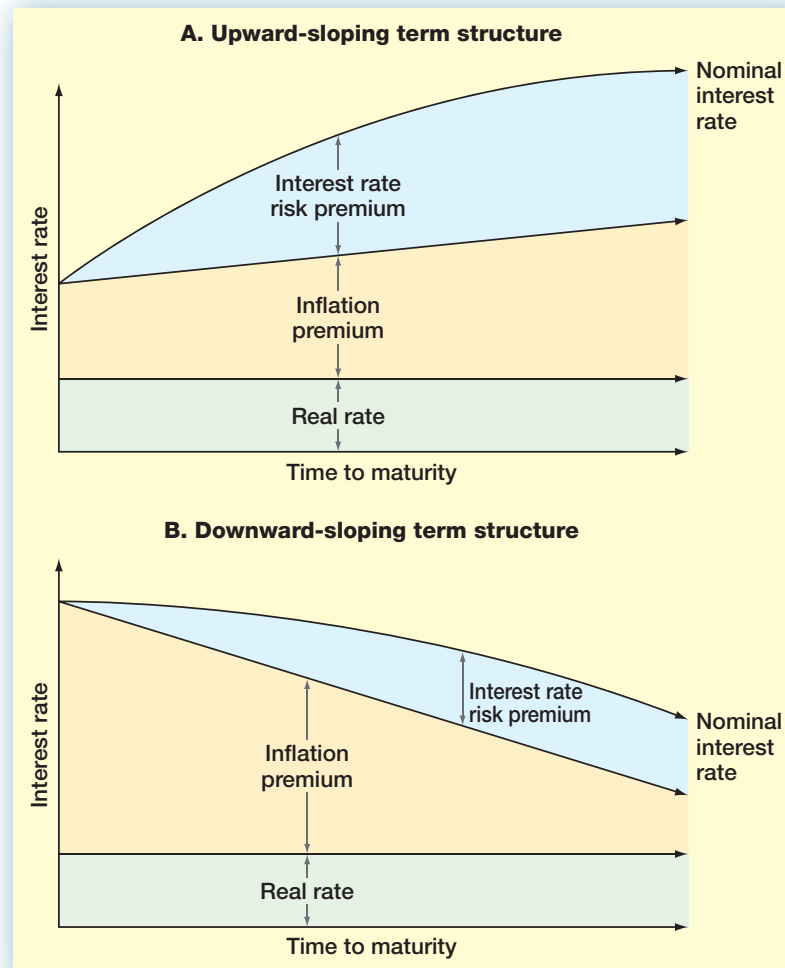 A. Upward-sloping term structure
Nominal
interest
rate
Interest rate
Interest rate
risk premium
Inflation
premium
Real rate
Time to maturity
B. Downward-sloping term structure
Interest rate
Interest rate
risk premium
Nominal
interest
rate
Inflation
premium
Real rate
Time to maturity